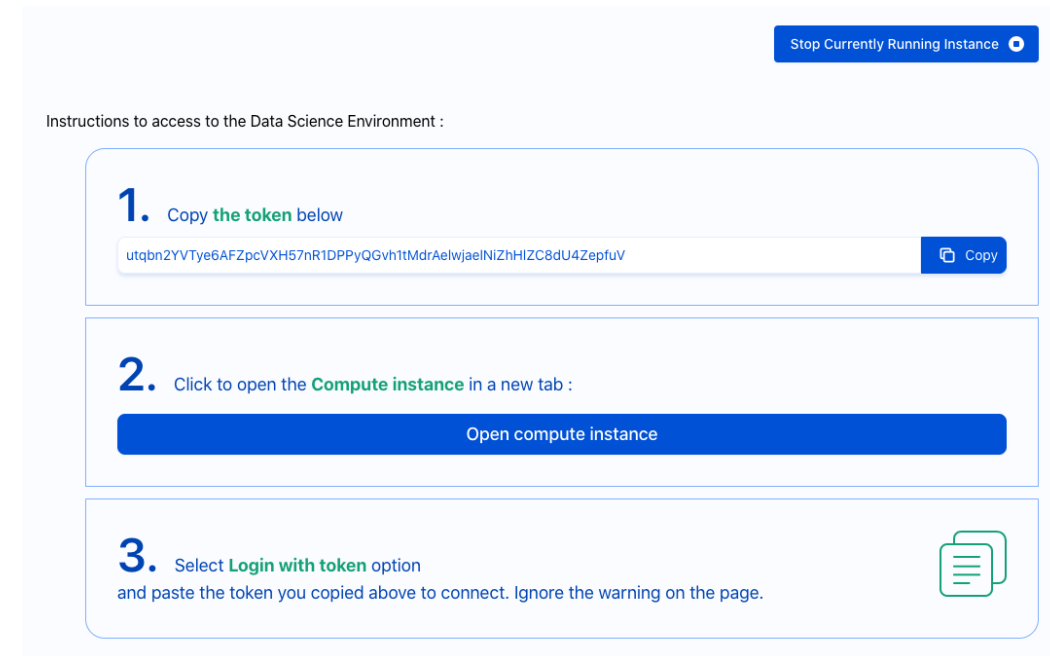 Stop Currently Running Instance
Instructions to access to the Data Science Environment :
1. Copy the token below
utqbn2YVTye6AFZpcVXH57nR1DPPyQGvh1tMdrAelwjaelNiZhHIZC8dU4ZepfuV
Copy
2. Click to open the Compute instance in a new tab :
Open compute instance
3. Select Login with token option
and paste the token you copied above to connect. Ignore the warning on the page.